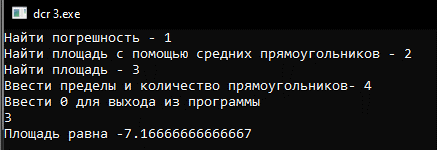 dcr 3.exe
Найти погрешность - 1
Найти площадь с помощью средних прямоугольников - 2
Найти площадь - 3
Ввести пределы и количество прямоугольников- 4
Ввести 0 для выхода из программы
3
Площадь равна -7.16666666666667